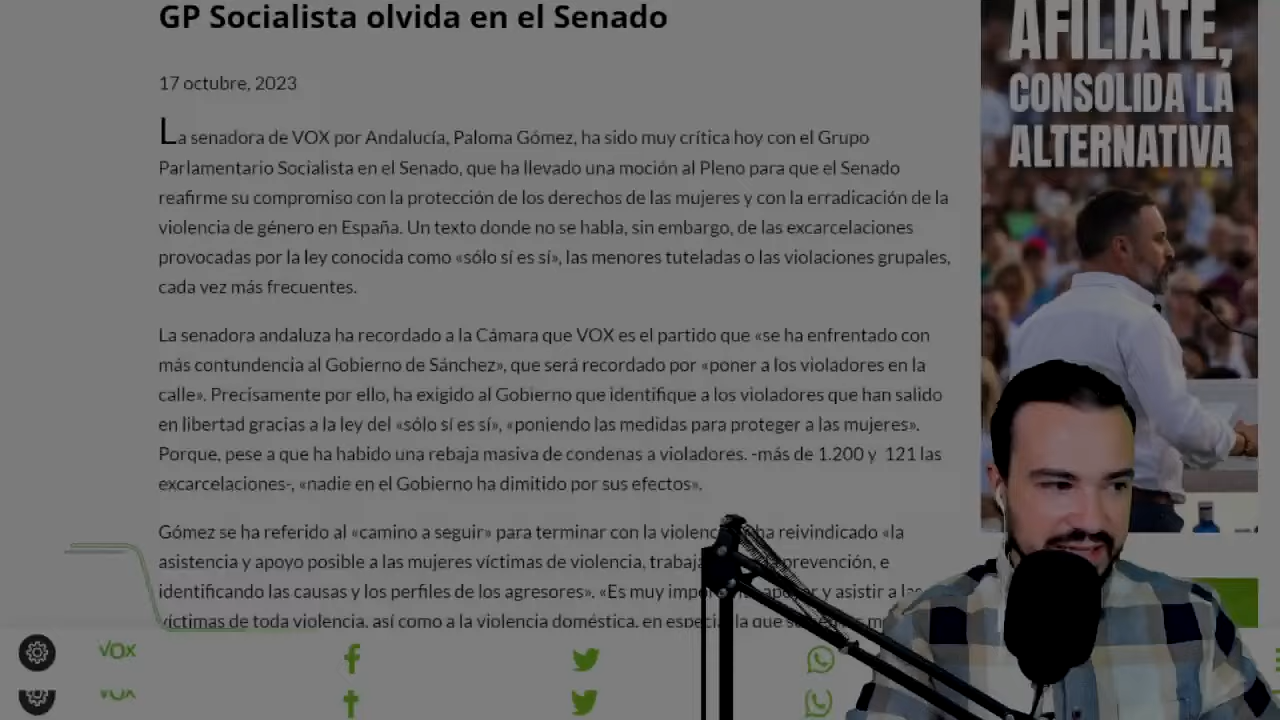 GP Socialista olvida en el Senado
17 octubre, 2023
La senadora de VOX por Andalucía, Paloma Gómez, ha sido muy crítica hoy con el Grupo
Parlamentario Socialista en el Senado, que ha llevado una moción al Pleno para que el Senado
reafirme su compromiso con la protección de los derechos de las mujeres y con la erradicación de la
violencia de género en España. Un texto donde no se habla, sin embargo, de las excarcelaciones
provocadas por la ley conocida como «sólo sí es sí», las menores tuteladas o las violaciones grupales,
cada vez más frecuentes.
La senadora andaluza ha recordado a la Cámara que VOX es el partido que «se ha enfrentado con
más contundencia al Gobierno de Sánchez», que será recordado por «poner a los violadores en la
calle». Precisamente por ello, ha exigido al Gobierno que identifique a los violadores que han salido
en libertad gracias a la ley del «sólo sí es sí», «poniendo las medidas para proteger a las mujeres».
Porque, pese a que ha habido una rebaja masiva de condenas a violadores. -más de 1.200 y 121 las
excarcelaciones-, «nadie en el Gobierno ha dimitido por sus efectos».
Gómez se ha referido al «camino a seguir» para terminar con la ha reivindicado «la
asistencia y apoyo posible a las mujeres víctimas de violencia, prevención, e
identificando las causas y los perfiles de los agresores». «Es muy y asistir a
víctimas de toda violencia, así como a la violencia doméstica, en la que
AFÍLIATE,
CONSOLIDA LA
ALTERNATIVA
VOX
VOX